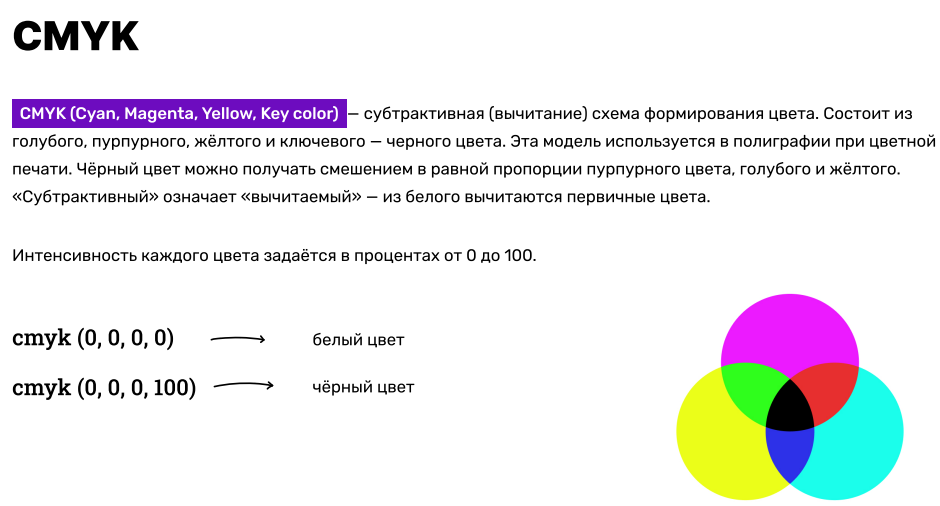 CMYK
CMYK (Cyan, Magenta, Yellow, Key color) — субтрактивная (вычитание) схема формирования цвета. Состоит из
голубого, пурпурного, жёлтого и ключевого — черного цвета. Эта модель используется в полиграфии при цветной
печати. Чёрный цвет можно получать смешением в равной пропорции пурпурного цвета, голубого и жёлтого.
«Субтрактивный» означает «вычитаемый» — из белого вычитаются первичные цвета.
Интенсивность каждого цвета задаётся в процентах от 0 до 100.
cmyk (0, 0, 0, 0) белый цвет
cmyk (0, 0, 0, 100) чёрный цвет